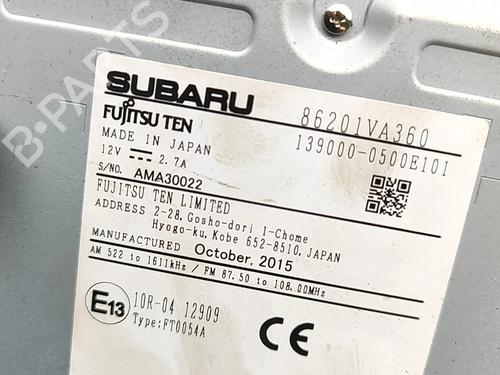 SUBARU 86201VA360
FUJITSU TEN 139000-0500E101
MADE IN JAPAN
12V 2.7A
S/NO. AMA30022
FUJITSU TEN LIMITED
ADDRESS 2-28, Gosho-dori 1-Chome
Hyogo-ku, Kobe 652-8510, JAPAN
MANUFACTURED October, 2015
AM 522 to 1611kHz / FM 87.50 to 108.00MHz
E13 10R-04 12909
Type:FT0054A
CE
B-PARTS